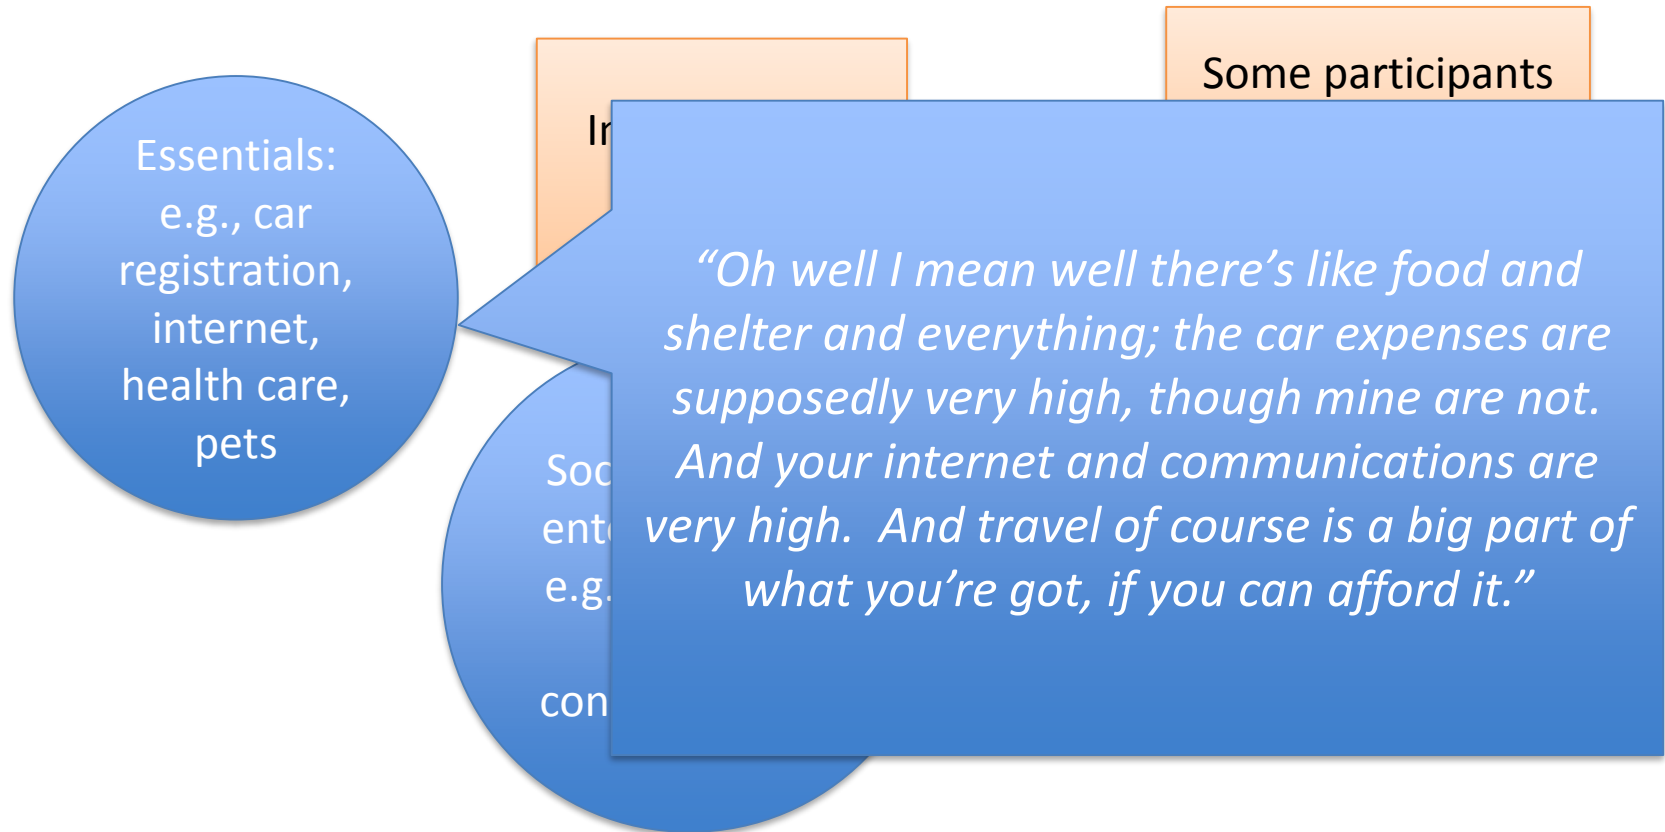 Some participants
Essentials:
e.g., car
registration,
internet,
health care,
pets
“Oh well I mean well there’s like food and
shelter and everything; the car expenses are
supposedly very high, though mine are not.
And your internet and communications are
very high.  And travel of course is a big part of
what you’re got, if you can afford it.”
e.g.